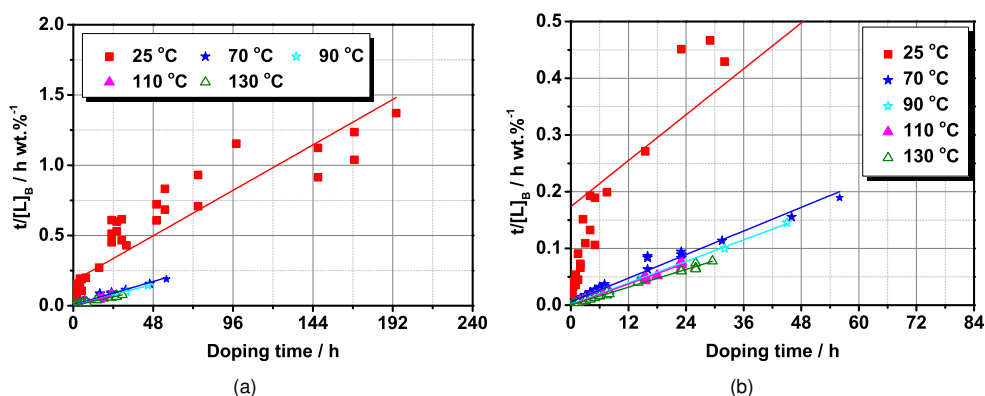 2.0
1.5
1.0
0.5
0.0
t/[L]_B / h wt.%^-1
25 °C 70 °C 90 °C
110 °C 130 °C
0 48 96 144 192 240
Doping time / h
(a)
0.5
0.4
0.3
0.2
0.1
0.0
t/[L]_B / h wt.%^-1
25 °C
70 °C
90 °C
110 °C
130 °C
0 12 24 36 48 60 72 84
Doping time / h
(b)